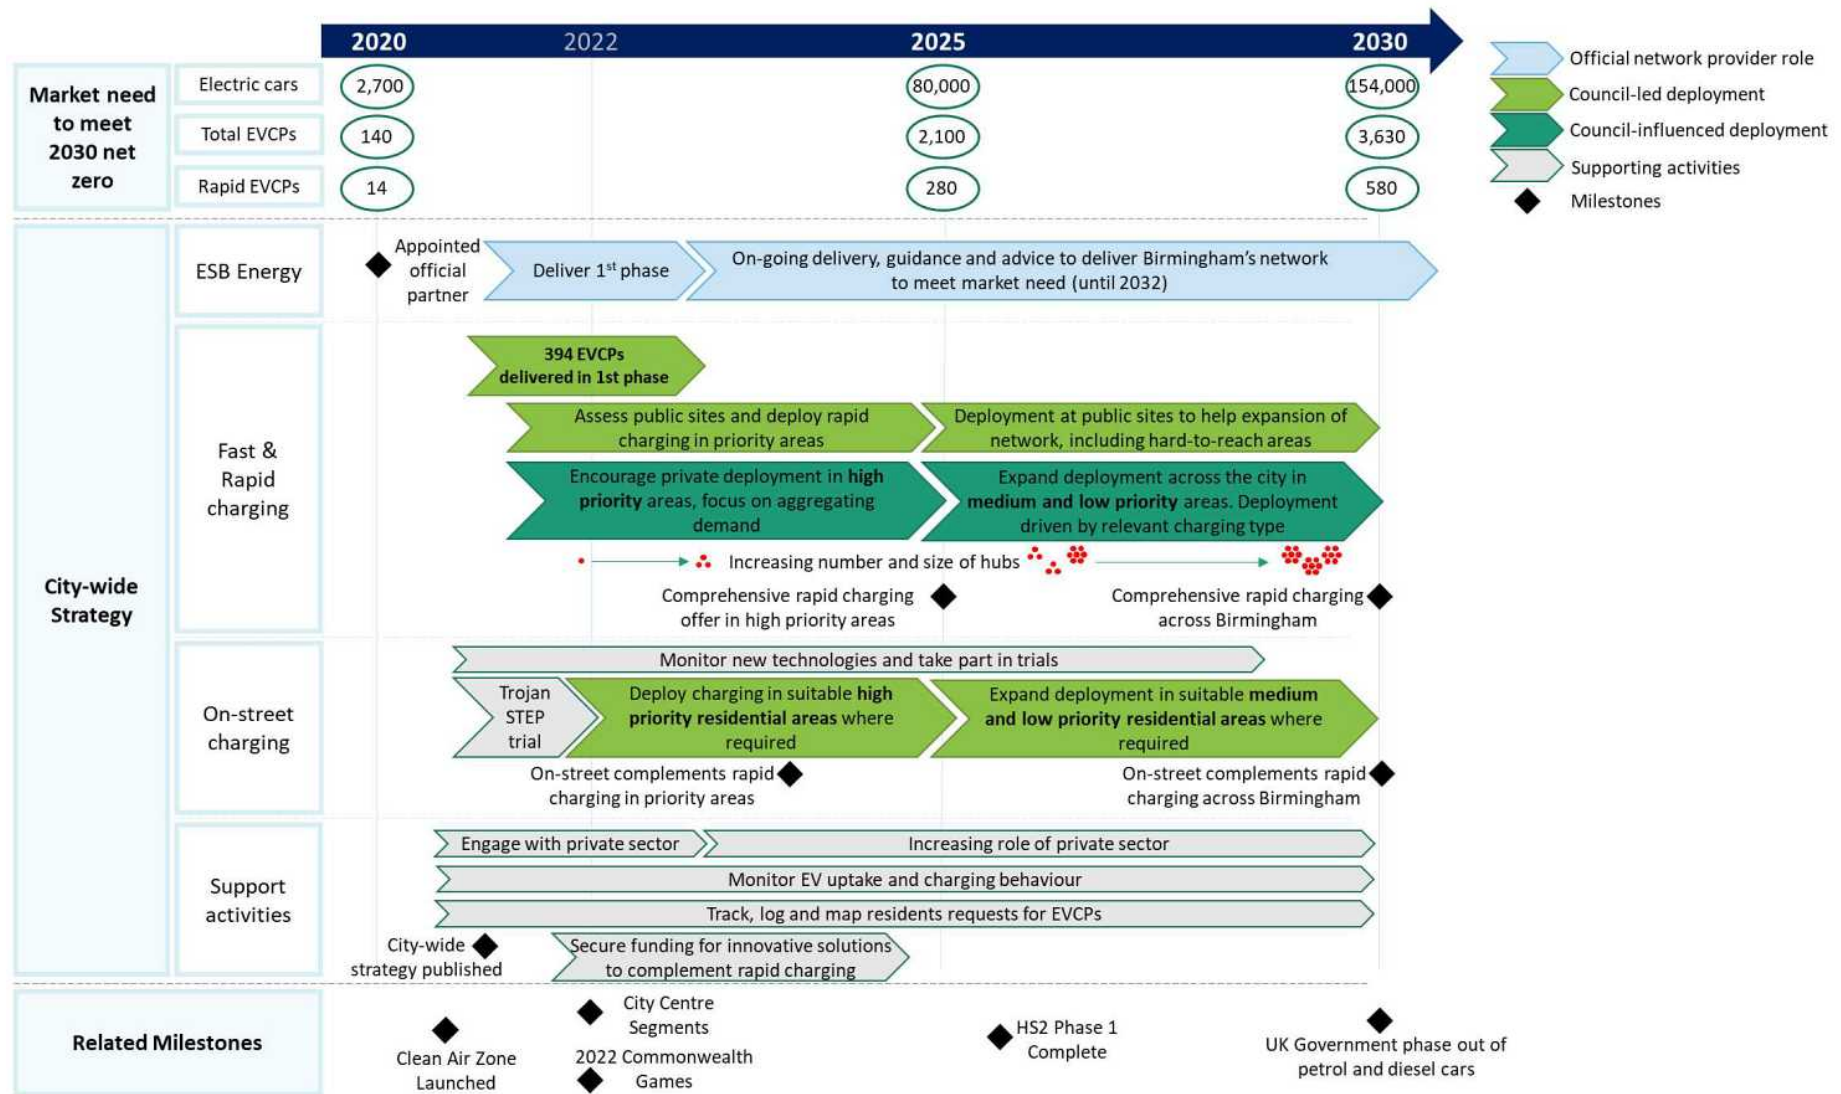 2020
2022
2025
2030
Official network provider role
Council-led deployment
Council-influenced deployment
Supporting activities
Milestones
Market need
to meet
2030 net
zero
Electric cars
2,700
80,000
154,000
Total EVCPs
140
2,100
3,630
Rapid EVCPs
14
280
580
City-wide
Strategy
ESB Energy
Appointed
official
partner
Deliver 1st phase
On-going delivery, guidance and advice to deliver Birmingham's network
to meet market need (until 2032)
Fast &
Rapid
charging
394 EVCPs
delivered in 1st phase
Assess public sites and deploy rapid
charging in priority areas
Deployment at public sites to help expansion of
network, including hard-to-reach areas
Encourage private deployment in high
priority areas, focus on aggregating
demand
Expand deployment across the city in
medium and low priority areas. Deployment
driven by relevant charging type
Increasing number and size of hubs
Comprehensive rapid charging
offer in high priority areas
Comprehensive rapid charging
across Birmingham
On-street
charging
Monitor new technologies and take part in trials
Trojan
STEP
trial
Deploy charging in suitable high
priority residential areas where
required
Expand deployment in suitable medium
and low priority residential areas where
required
On-street complements rapid
charging in priority areas
On-street complements rapid
charging across Birmingham
Support
activities
Engage with private sector
Increasing role of private sector
Monitor EV uptake and charging behaviour
Track, log and map residents requests for EVCPs
City-wide
strategy published
Secure funding for innovative solutions
to complement rapid charging
Related Milestones
Clean Air Zone
Launched
City Centre
Segments
2022 Commonwealth
Games
HS2 Phase 1
Complete
UK Government phase out of
petrol and diesel cars